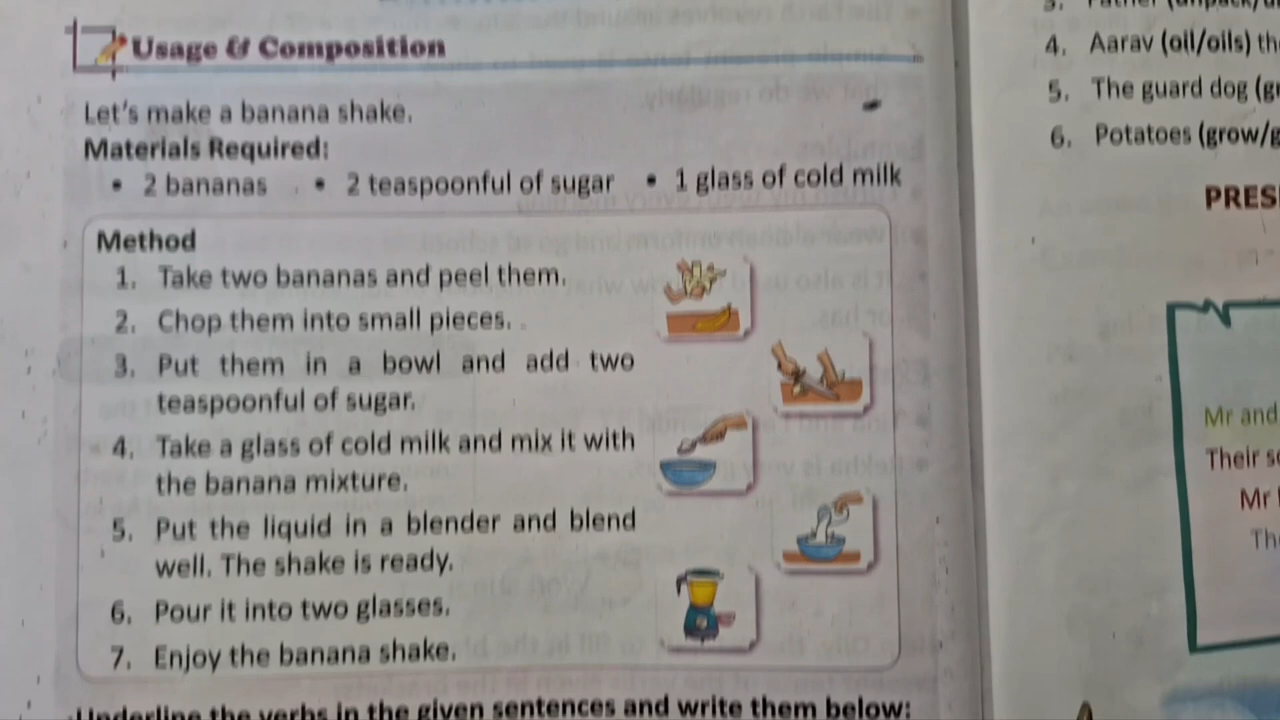 Usage & Composition
Let's make a banana shake.
Materials Required:
• 2 bananas • 2 teaspoonful of sugar • 1 glass of cold milk
Method
1. Take two bananas and peel them.
2. Chop them into small pieces.
3. Put them in a bowl and add two
teaspoonful of sugar.
4. Take a glass of cold milk and mix it with
the banana mixture.
5. Put the liquid in a blender and blend
well. The shake is ready.
6. Pour it into two glasses.
7. Enjoy the banana shake.
Underline the verbs in the given sentences and write them below:
3.
4. Aarav (oil/oils)
5. The guard dog
6. Potatoes (grow/
Mr and
Their
Mr